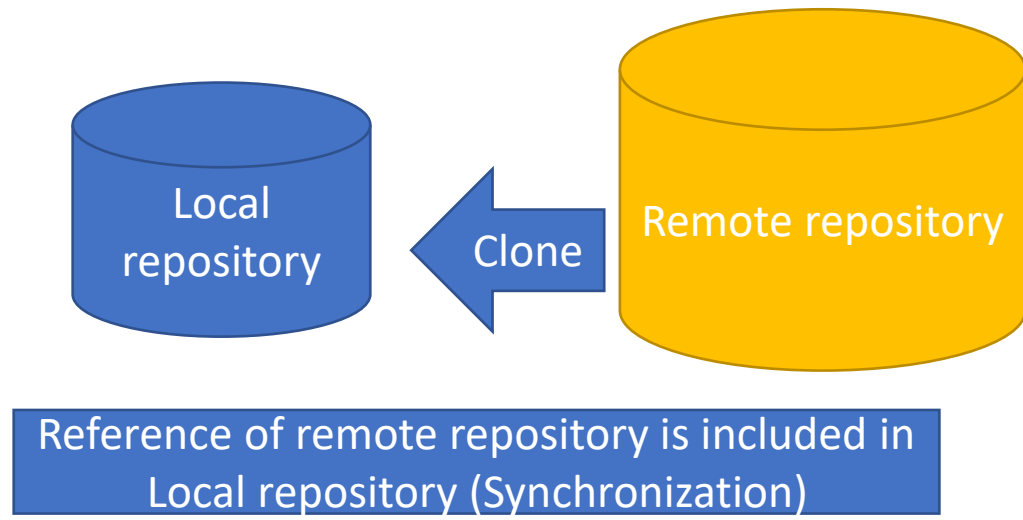 Local
repository
Clone
Remote repository
Reference of remote repository is included in
Local repository (Synchronization)